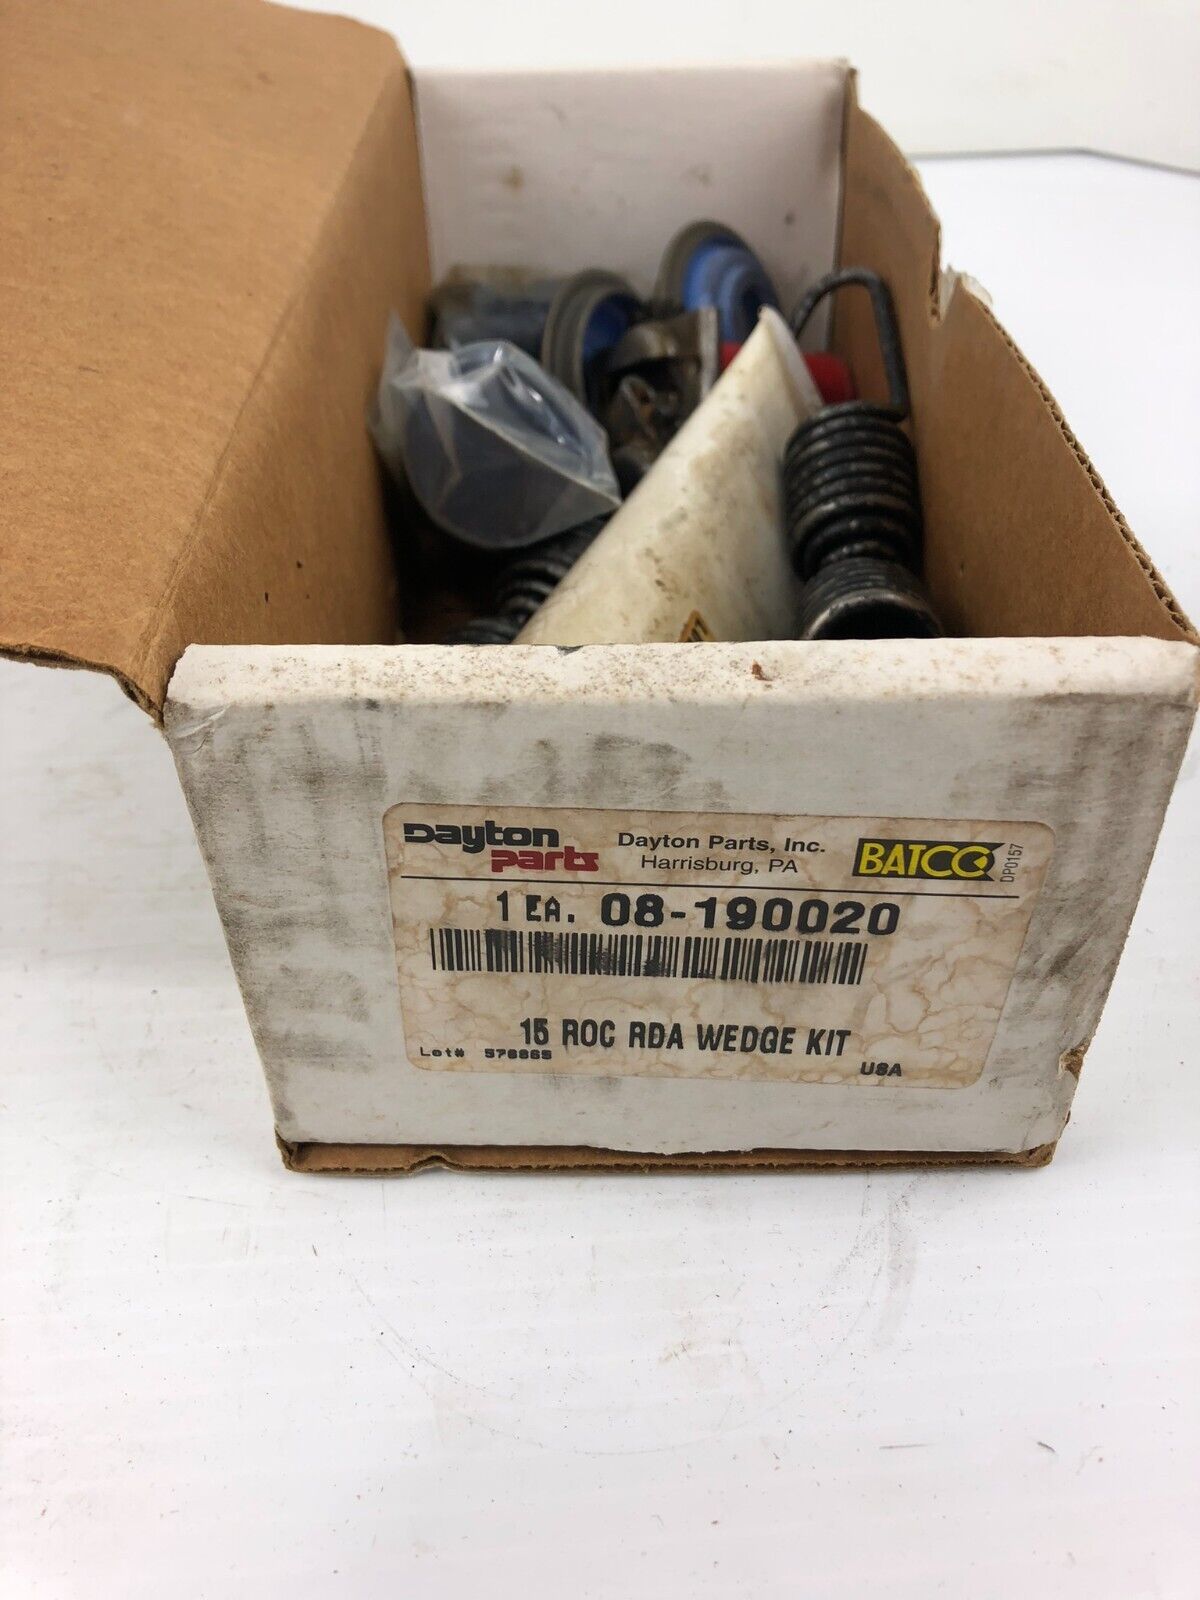 Dayton parts
Dayton Parts, Inc.
Harrisburg, PA
BATCO
DP0157
1 EA. 08-190020
15 ROC RDA WEDGE KIT
Lot# 576665
USA